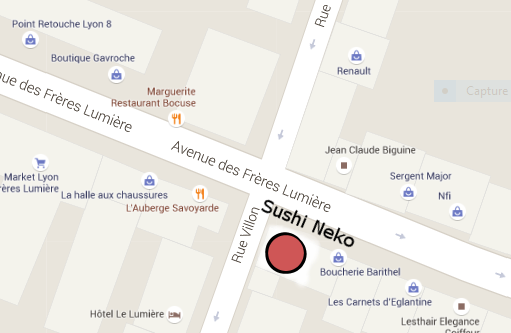 Point Retouche Lyon 8
Rue
Boutique Gavroche
Renault
nue des Frères Lumière
Marguerite
Restaurant Bocuse
Capture
Avenue des Frères Lumière
Jean Claude Biguine
Market Lyon
rères Lumière
La halle aux chaussures
Sergent Major
Nfi
L'Auberge Savoyarde
Rue Villon
Sushi Neko
Boucherie Barithel
Les Carnets d'Eglantine
Hôtel Le Lumière
Lesthair Elegance
Coiffeur